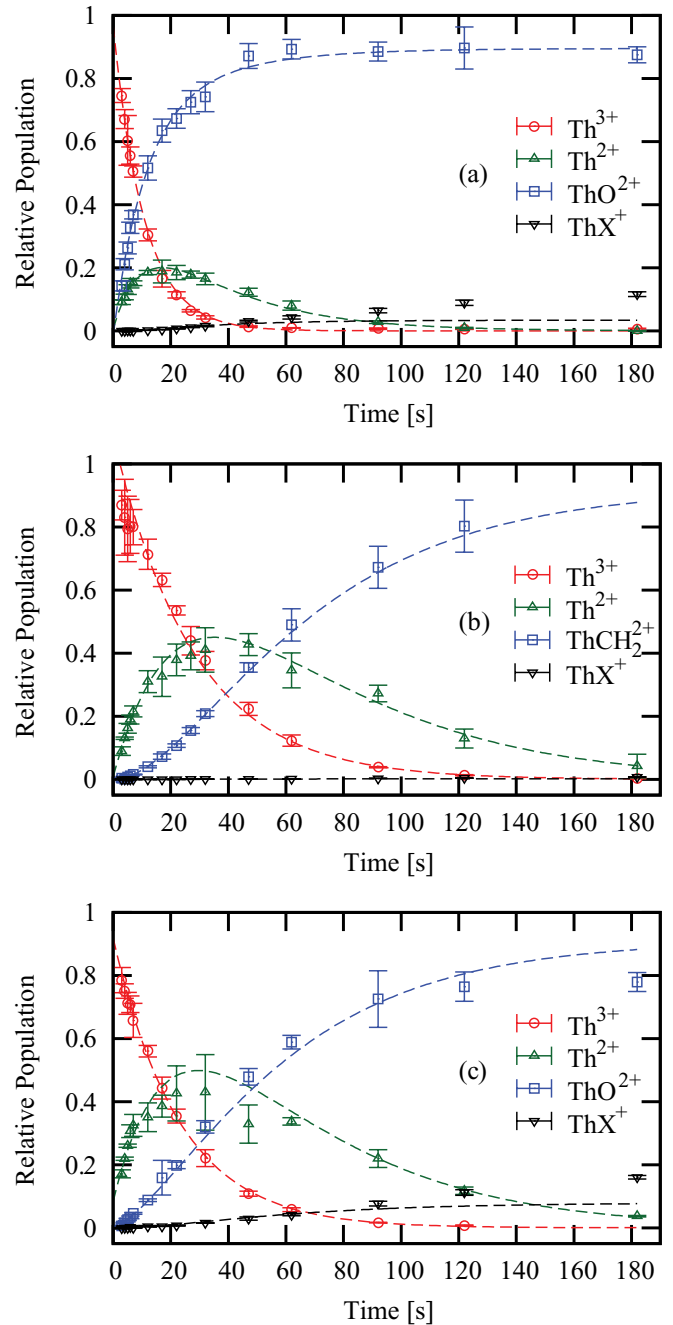 1
0.8
0.6
0.4
0.2
0
Relative Population
(a)
Th³⁺
Th²⁺
ThO²⁺
ThX⁺
0 20 40 60 80 100 120 140 160 180
Time [s]
1
0.8
0.6
0.4
0.2
0
Relative Population
(b)
Th³⁺
Th²⁺
ThCH₂²⁺
ThX⁺
0 20 40 60 80 100 120 140 160 180
Time [s]
1
0.8
0.6
0.4
0.2
0
Relative Population
(c)
Th³⁺
Th²⁺
ThO²⁺
ThX⁺
0 20 40 60 80 100 120 140 160 180
Time [s]